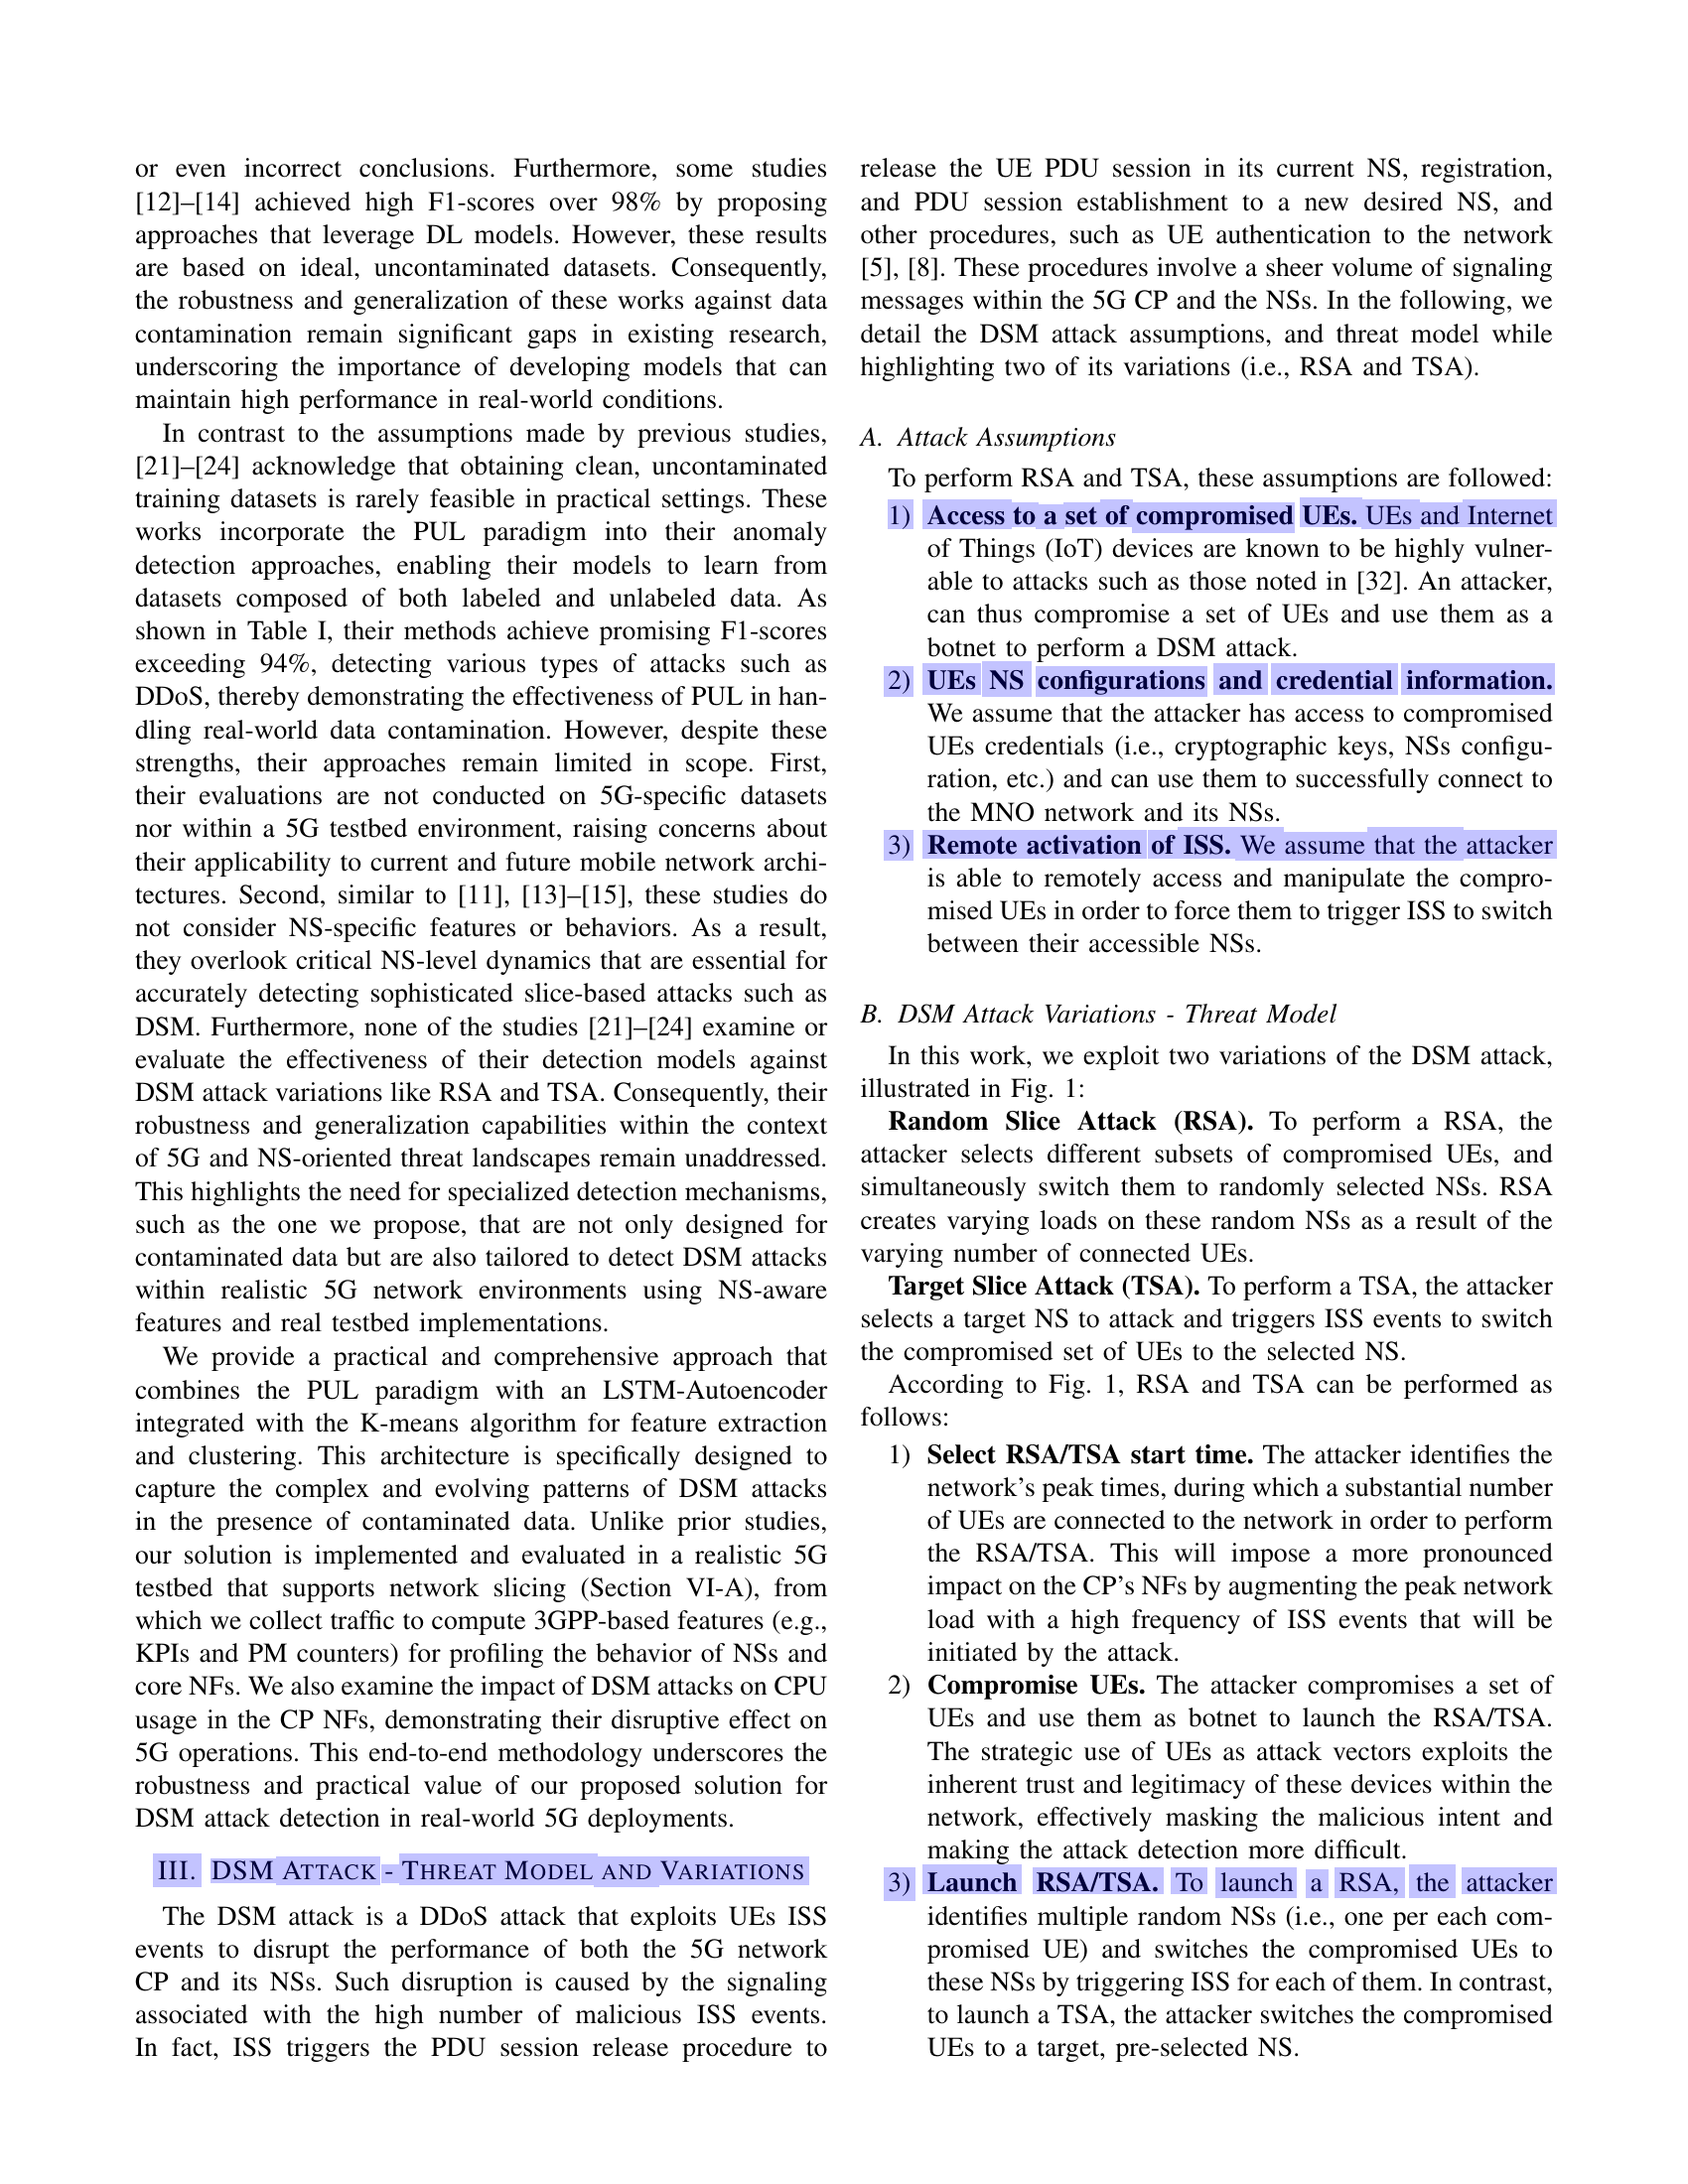 or even incorrect conclusions. Furthermore, some studies
[12]–[14] achieved high F1-scores over 98% by proposing
approaches that leverage DL models. However, these results
are based on ideal, uncontaminated datasets. Consequently,
the robustness and generalization of these works against data
contamination remain significant gaps in existing research,
underscoring the importance of developing models that can
maintain high performance in real-world conditions.
In contrast to the assumptions made by previous studies,
[21]–[24] acknowledge that obtaining clean, uncontaminated
training datasets is rarely feasible in practical settings. These
works incorporate the PUL paradigm into their anomaly
detection approaches, enabling their models to learn from
datasets composed of both labeled and unlabeled data. As
shown in Table I, their methods achieve promising F1-scores
exceeding 94%, detecting various types of attacks such as
DDoS, thereby demonstrating the effectiveness of PUL in han-
dling real-world data contamination. However, despite these
strengths, their approaches remain limited in scope. First,
their evaluations are not conducted on 5G-specific datasets
nor within a 5G testbed environment, raising concerns about
their applicability to current and future mobile network archi-
tectures. Second, similar to [11], [13]–[15], these studies do
not consider NS-specific features or behaviors. As a result,
they overlook critical NS-level dynamics that are essential for
accurately detecting sophisticated slice-based attacks such as
DSM. Furthermore, none of the studies [21]–[24] examine or
evaluate the effectiveness of their detection models against
DSM attack variations like RSA and TSA. Consequently, their
robustness and generalization capabilities within the context
of 5G and NS-oriented threat landscapes remain unaddressed.
This highlights the need for specialized detection mechanisms,
such as the one we propose, that are not only designed for
contaminated data but are also tailored to detect DSM attacks
within realistic 5G network environments using NS-aware
features and real testbed implementations.
We provide a practical and comprehensive approach that
combines the PUL paradigm with an LSTM-Autoencoder
integrated with the K-means algorithm for feature extraction
and clustering. This architecture is specifically designed to
capture the complex and evolving patterns of DSM attacks
in the presence of contaminated data. Unlike prior studies,
our solution is implemented and evaluated in a realistic 5G
testbed that supports network slicing (Section VI-A), from
which we collect traffic to compute 3GPP-based features (e.g.,
KPIs and PM counters) for profiling the behavior of NSs and
core NFs. We also examine the impact of DSM attacks on CPU
usage in the CP NFs, demonstrating their disruptive effect on
5G operations. This end-to-end methodology underscores the
robustness and practical value of our proposed solution for
DSM attack detection in real-world 5G deployments.
III. DSM ATTACK - THREAT MODEL AND VARIATIONS
The DSM attack is a DDoS attack that exploits UEs ISS
events to disrupt the performance of both the 5G network
CP and its NSs. Such disruption is caused by the signaling
associated with the high number of malicious ISS events.
In fact, ISS triggers the PDU session release procedure to
release the UE PDU session in its current NS, registration,
and PDU session establishment to a new desired NS, and
other procedures, such as UE authentication to the network
[5], [8]. These procedures involve a sheer volume of signaling
messages within the 5G CP and the NSs. In the following, we
detail the DSM attack assumptions, and threat model while
highlighting two of its variations (i.e., RSA and TSA).
A. Attack Assumptions
To perform RSA and TSA, these assumptions are followed:
1) Access to a set of compromised UEs. UEs and Internet
of Things (IoT) devices are known to be highly vulner-
able to attacks such as those noted in [32]. An attacker,
can thus compromise a set of UEs and use them as a
botnet to perform a DSM attack.
2) UEs NS configurations and credential information.
We assume that the attacker has access to compromised
UEs credentials (i.e., cryptographic keys, NSs configu-
ration, etc.) and can use them to successfully connect to
the MNO network and its NSs.
3) Remote activation of ISS. We assume that the attacker
is able to remotely access and manipulate the compro-
mised UEs in order to force them to trigger ISS to switch
between their accessible NSs.
B. DSM Attack Variations - Threat Model
In this work, we exploit two variations of the DSM attack,
illustrated in Fig. 1:
Random Slice Attack (RSA). To perform a RSA, the
attacker selects different subsets of compromised UEs, and
simultaneously switch them to randomly selected NSs. RSA
creates varying loads on these random NSs as a result of the
varying number of connected UEs.
Target Slice Attack (TSA). To perform a TSA, the attacker
selects a target NS to attack and triggers ISS events to switch
the compromised set of UEs to the selected NS.
According to Fig. 1, RSA and TSA can be performed as
follows:
1) Select RSA/TSA start time. The attacker identifies the
network's peak times, during which a substantial number
of UEs are connected to the network in order to perform
the RSA/TSA. This will impose a more pronounced
impact on the CP's NFs by augmenting the peak network
load with a high frequency of ISS events that will be
initiated by the attack.
2) Compromise UEs. The attacker compromises a set of
UEs and use them as botnet to launch the RSA/TSA.
The strategic use of UEs as attack vectors exploits the
inherent trust and legitimacy of these devices within the
network, effectively masking the malicious intent and
making the attack detection more difficult.
3) Launch RSA/TSA. To launch a RSA, the attacker
identifies multiple random NSs (i.e., one per each com-
promised UE) and switches the compromised UEs to
these NSs by triggering ISS for each of them. In contrast,
to launch a TSA, the attacker switches the compromised
UEs to a target, pre-selected NS.